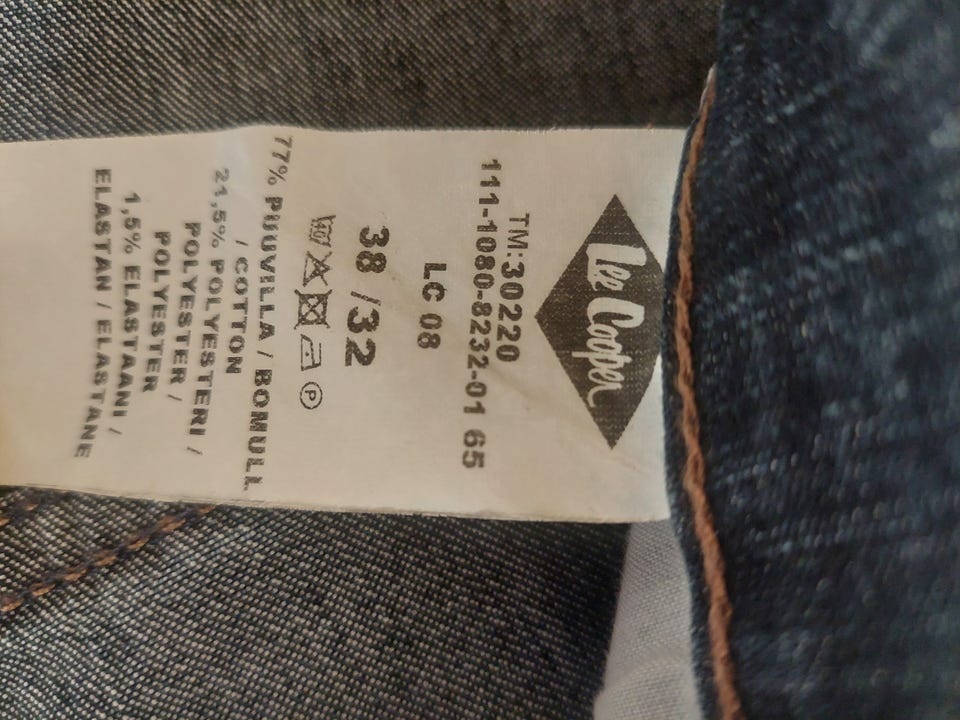 Lee Cooper
TM:30220
111-1080-8232-01 65
LC 08
38 /32
P
77% PUUVILLA / BOMULL
/ COTTON
21,5% POLYESTERI /
POLYESTER /
POLYESTER
1,5% ELASTAANI /
ELASTAN / ELASTANE